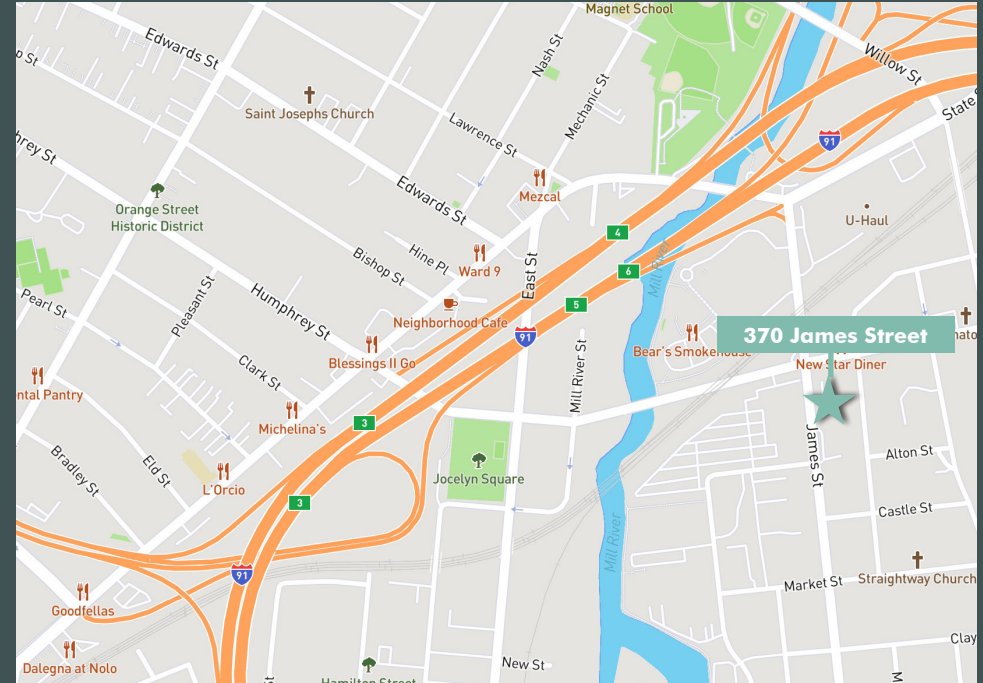 Magnet School
Edwards St
Nash St
Willow St
Saint Josephs Church
Mechanic St
State
Lawrence St
91
hrey St
Mezcal
Edwards St
Orange Street
Historic District
U-Haul
4
Bishop St
Hine Pl
Ward 9
East St
Mill River
6
Pearl St
Pleasant St
Humphrey St
Neighborhood Cafe
5
91
370 James Street
Blessings II Go
Mill River St
Bear's Smokehouse
New Star Diner
Clark St
ental Pantry
Michelina's
3
James St
Bradley St
Eld St
L'Orcio
Jocelyn Square
Alton St
3
Castle St
Mill River
91
Market St
Straightway Church
Goodfellas
Clay
Dalegna at Nolo
New St
Hamilton Street
st
M